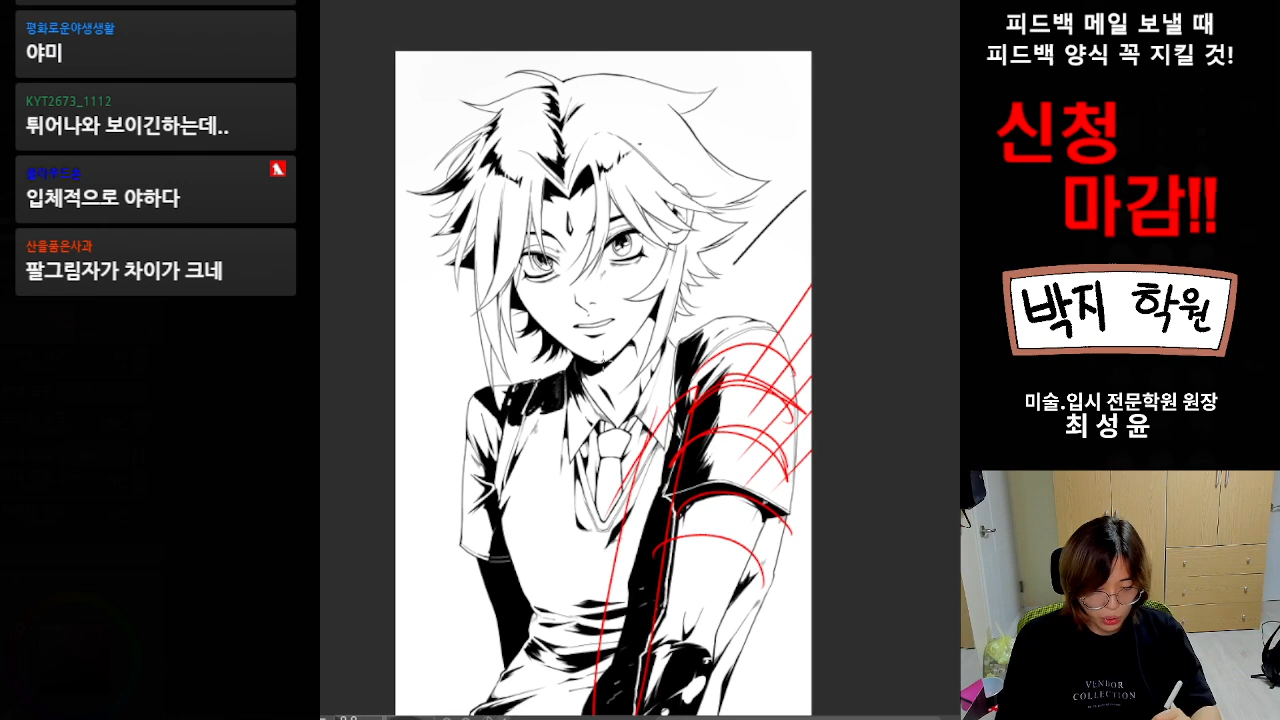 평화로운야생생활
야미
KYT2673_1112
튀어나와 보이긴하는데..
입체적으로 야하다
산을품은사과
팔그림자가 차이가 크네
피드백 메일 보낼 때
피드백 양식 꼭 지킬 것!
신청
마감!!
박지 학원
미술.입시 전문학원 원장
최성윤
VENDOR
COLLECTION